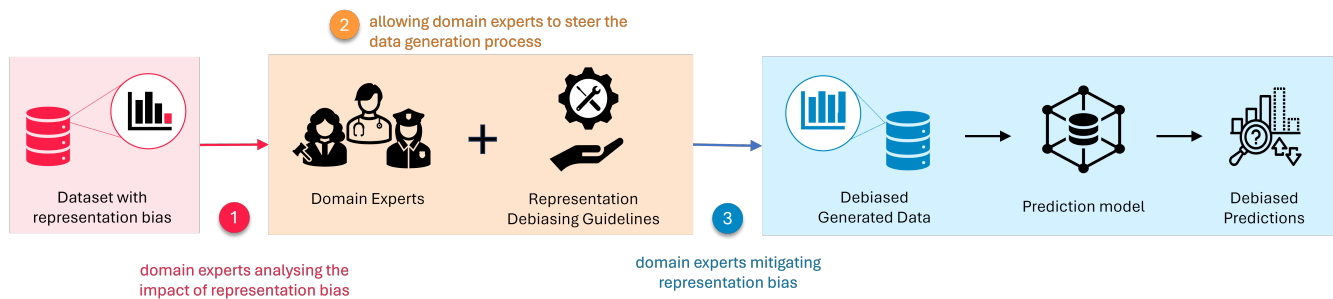 2
allowing domain experts to steer the
data generation process
Dataset with
representation bias
1
domain experts analysing the
impact of representation bias
Domain Experts
+
Representation
Debiasing Guidelines
3
domain experts mitigating
representation bias
Debiased
Generated Data
Prediction model
?
Debiased
Predictions